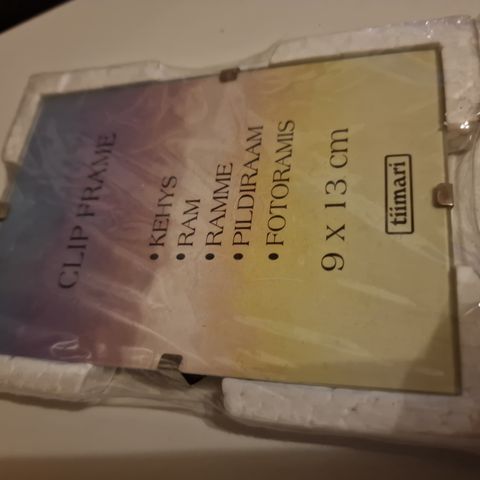 CLIP FRAME
• KEHYS
• RAM
• RAMME
• PILDIRAAM
• FOTORAMIS
9 x 13 cm
tiimari